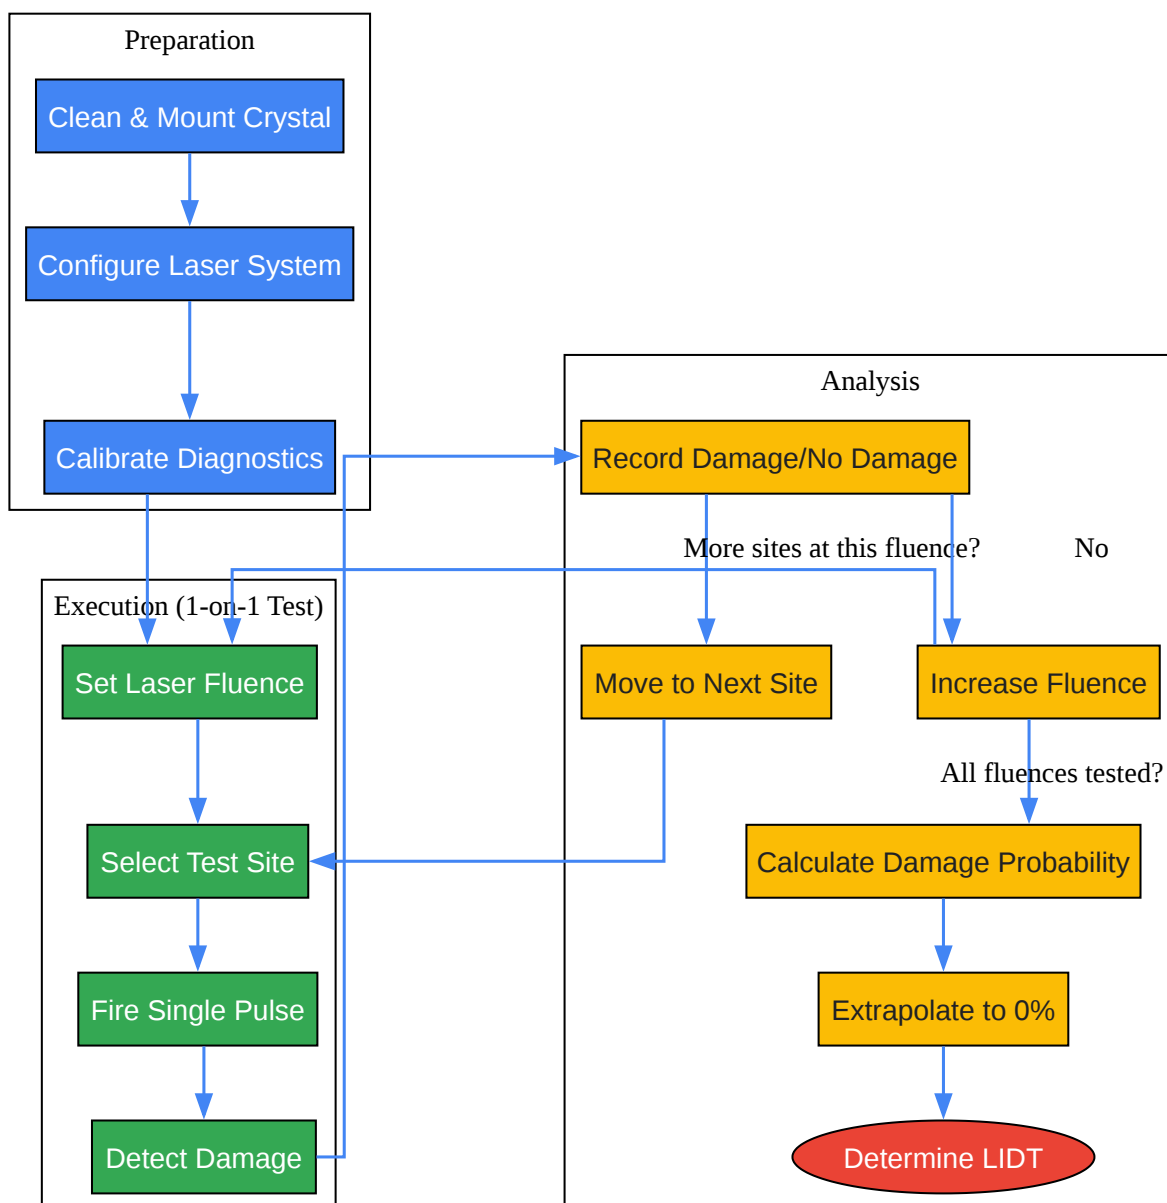 Preparation
Clean & Mount Crystal
Configure Laser System
Calibrate Diagnostics
Execution (1-on-1 Test)
Set Laser Fluence
Select Test Site
Fire Single Pulse
Detect Damage
Analysis
Record Damage/No Damage
More sites at this fluence?
No
Move to Next Site
Increase Fluence
All fluences tested?
Calculate Damage Probability
Extrapolate to 0%
Determine LIDT